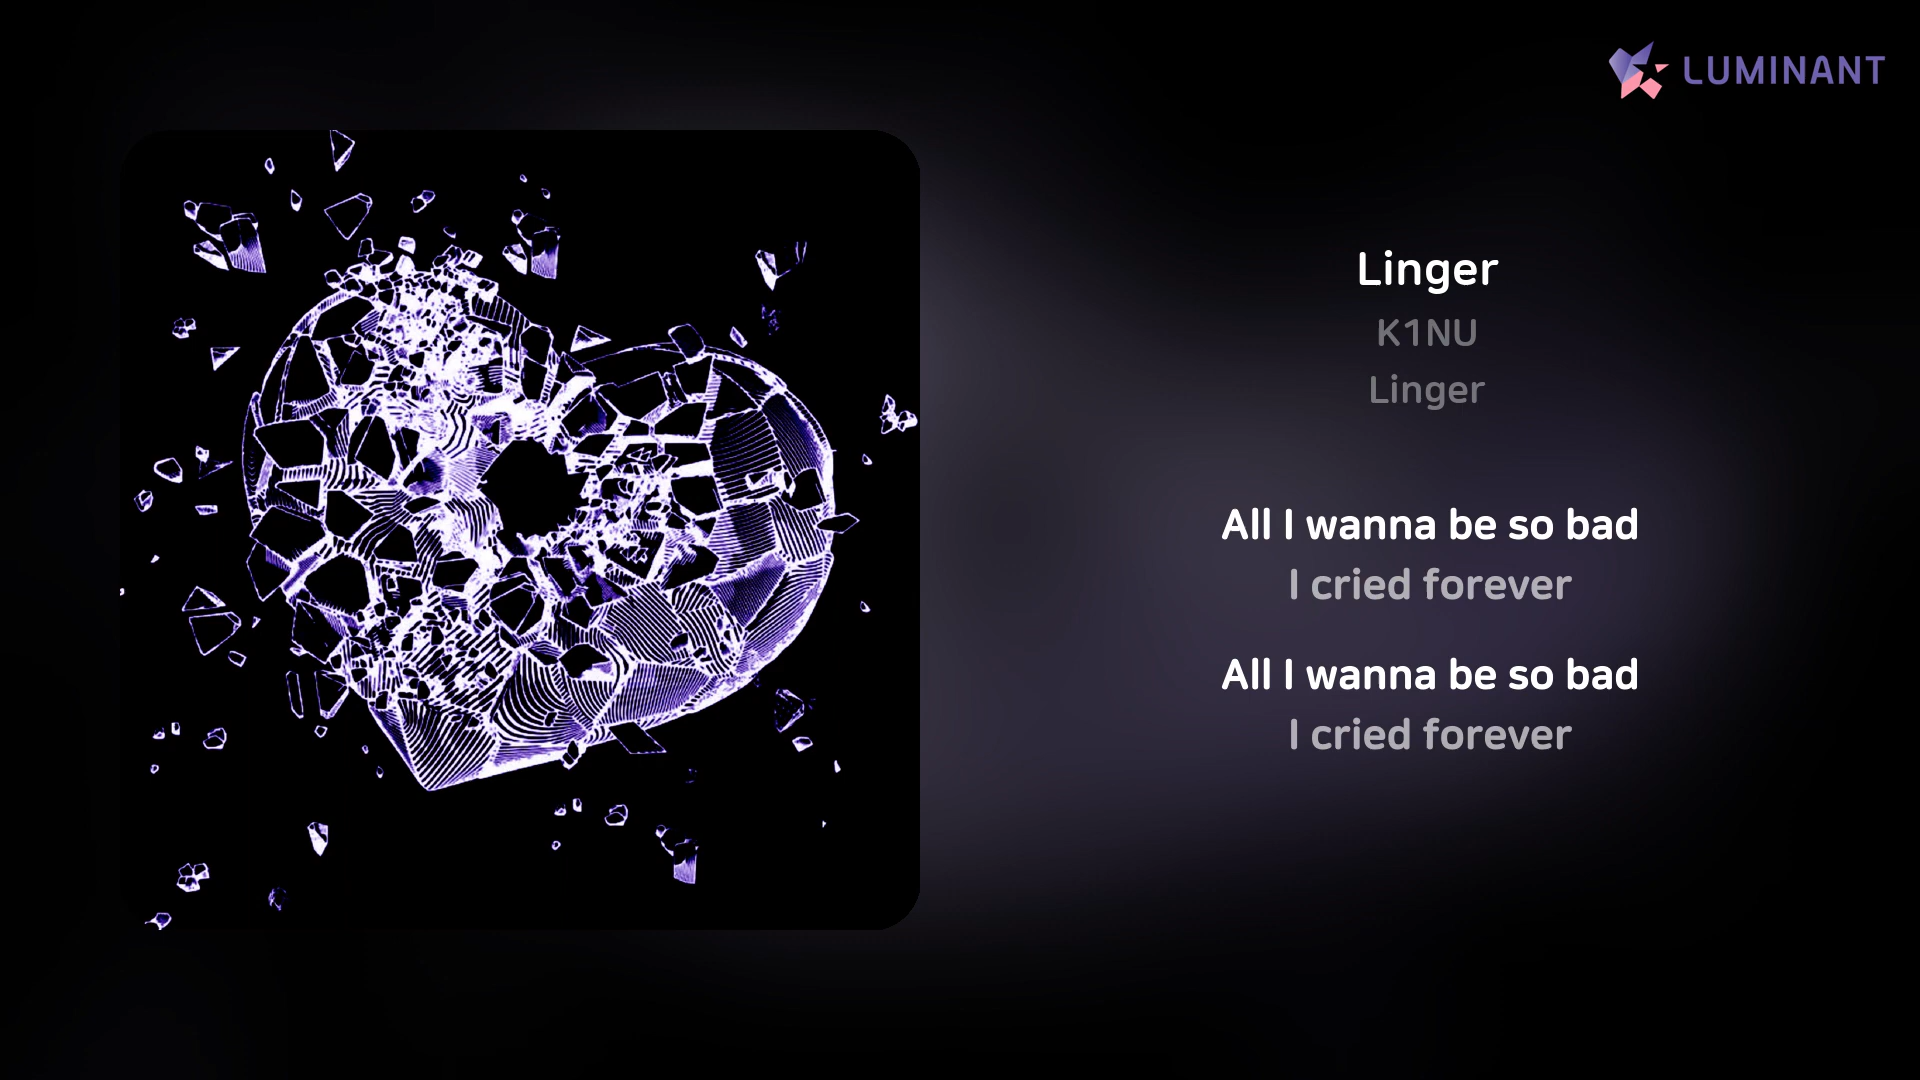 LUMINANT
Linger
K1NU
Linger
All I wanna be so bad
I cried forever
All I wanna be so bad
I cried forever